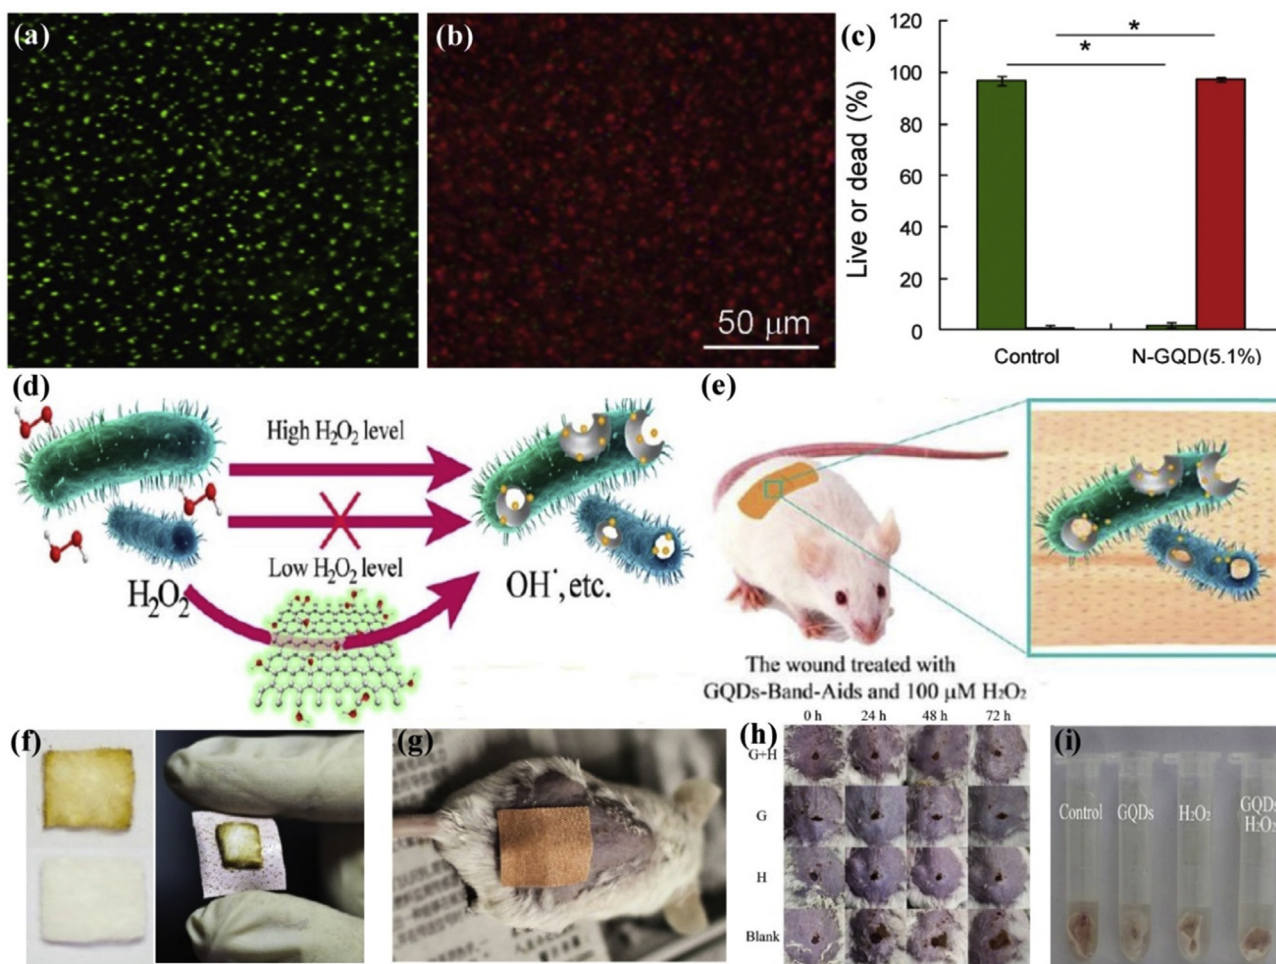 (a)
(b)
50 μm
(c)
Live or dead (%)
120
100
80
60
40
20
0
*
*
Control
N-GQD(5.1%)
(d)
High H₂O₂ level
Low H₂O₂ level
H₂O₂
OH˙, etc.
(e)
The wound treated with
GQDs-Band-Aids and 100 μM H₂O₂
(f)
(g)
(h)
0 h 24 h 48 h 72 h
G+H
G
H
Blank
(i)
Control
GQDs
H₂O₂
GQDs
H₂O₂